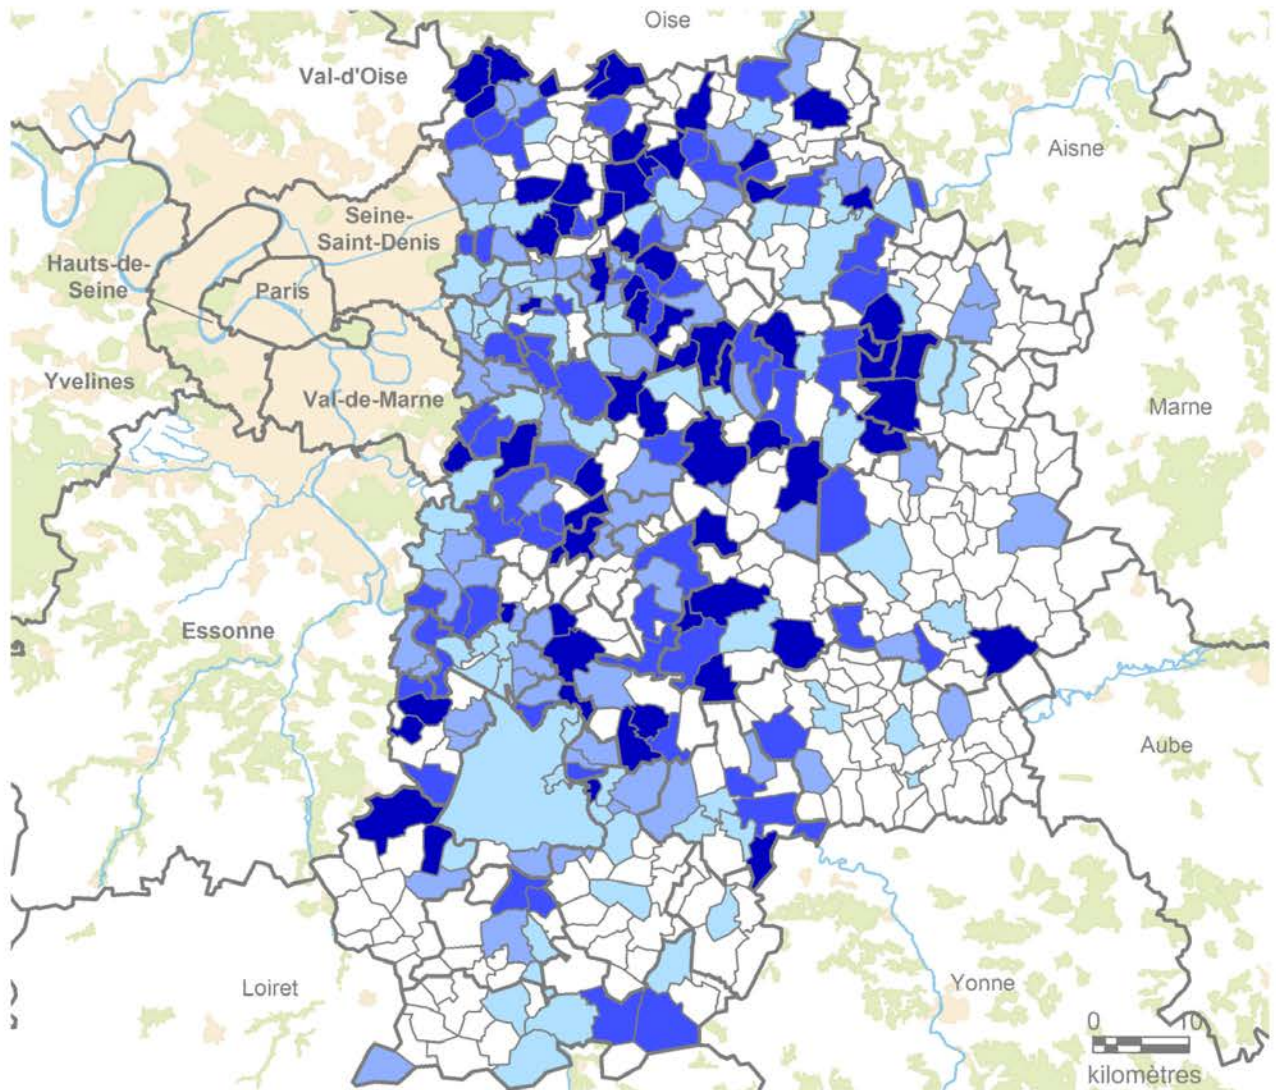 Oise
Val-d'Oise
Aisne
Seine-
Saint-Denis
Hauts-de-
Seine
Paris
Yvelines
Val-de-Marne
Marne
Essonne
Aube
Loiret
Yonne
0 10
kilomètres